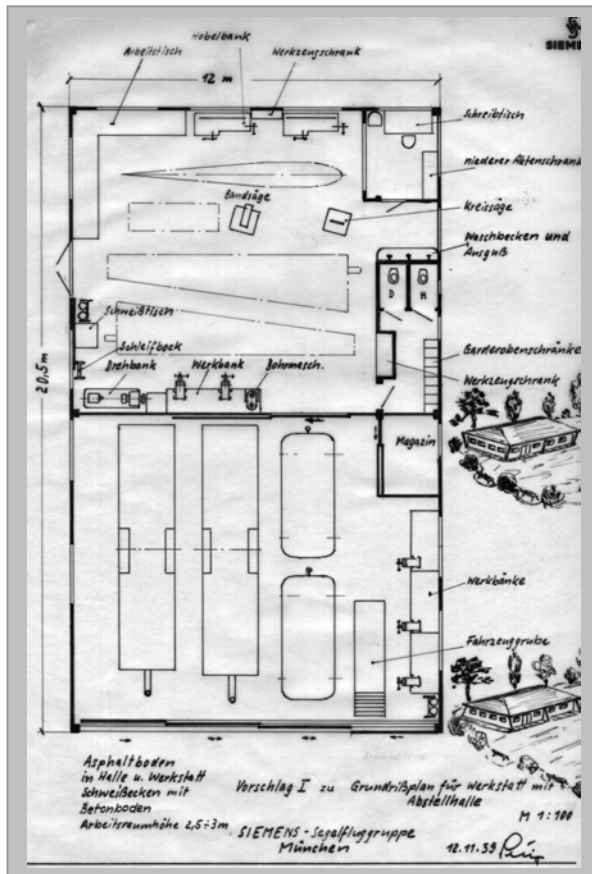 SIEMENS
12 m
Arbeitstisch
Hobelbank
Werkzeugschrank
Schreibtisch
niederer Aktenschrank
Bandsäge
Kreissäge
Waschbecken und
Ausguß
D
H
Schweißtisch
Schleifbock
Drehbank
Werkbank
Bohrmasch.
Garderobenschränke
Werkzeugschrank
20,5 m
Magazin
Werkbänke
Fahrzeuggrube
Asphaltboden
in Halle u. Werkstatt
Schweißecken mit
Betonboden
Arbeitsraumhöhe 2,5÷3m
Vorschlag I zu Grundrißplan für Werkstatt mit
Abstellhalle
M 1:100
SIEMENS - Segelfluggruppe
München
12.11.59